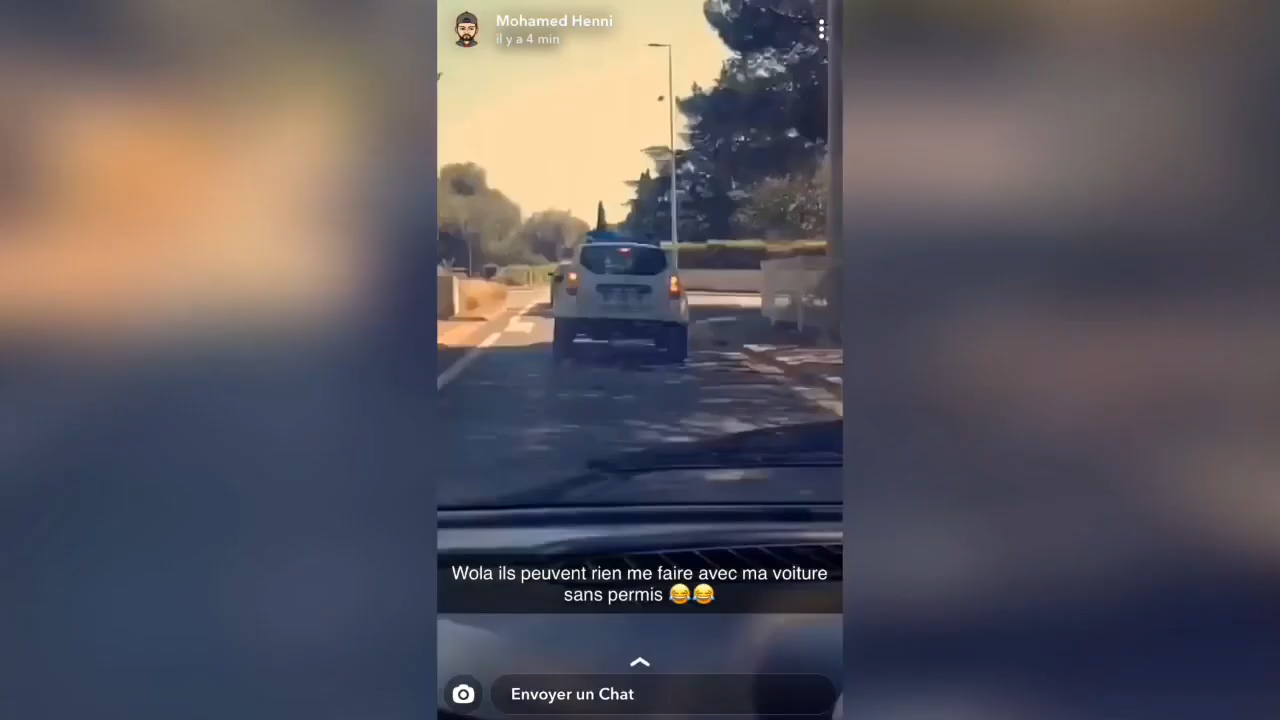 Mohamed Henni
il y a 4 min
Wola ils peuvent rien me faire avec ma voiture
sans permis 😂😂
Envoyer un Chat